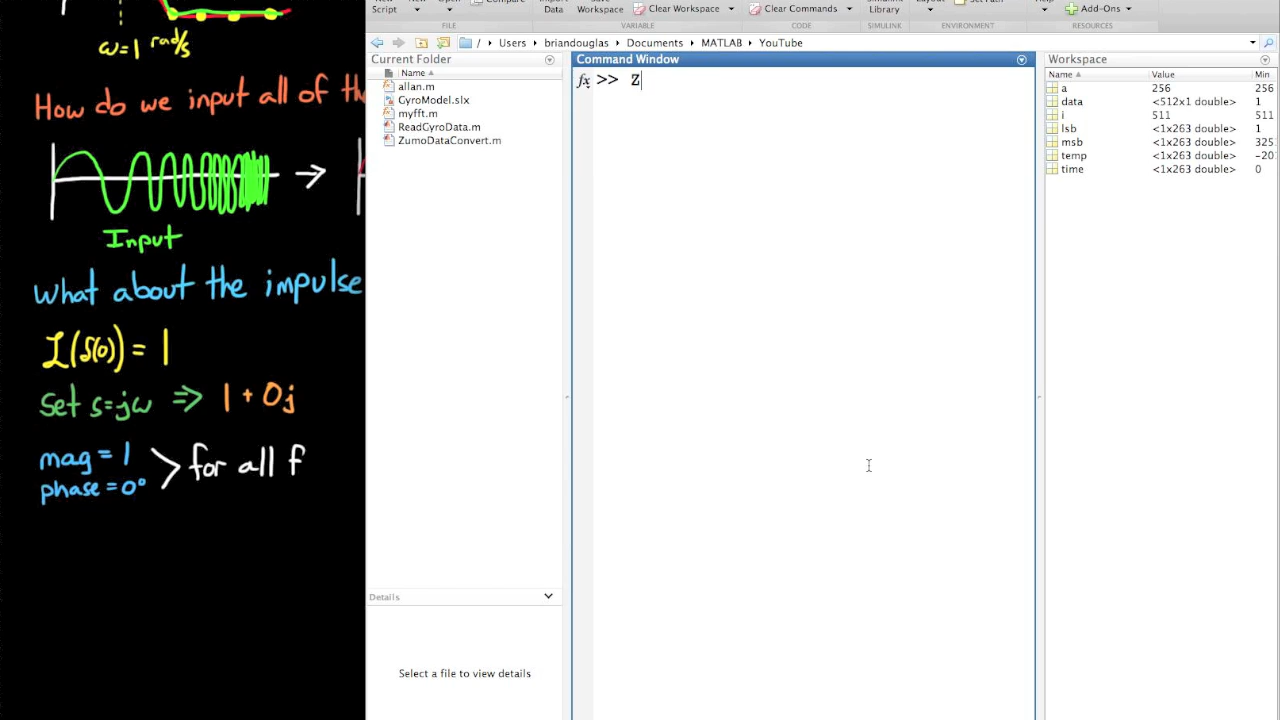 ω=1 rad/s
How do we input all of th
Input
What about the impulse
ℒ(δ(0)) = 1
Set s=jω ⇒ 1 + 0j
mag = 1
phase = 0° > for all f
Script
Data
Workspace
Clear Workspace
Clear Commands
Library
Add-Ons
FILE
VARIABLE
CODE
SIMULINK
ENVIRONMENT
RESOURCES
/ Users brian douglas Documents MATLAB YouTube
Current Folder
Name
allan.m
GyroModel.slx
myfft.m
ReadGyroData.m
ZumoDataConvert.m
Details
Select a file to view details
Command Window
fx >> z
Workspace
Name Value Min
a 256 256
data <512x1 double> 1
i 511 511
lsb <1x263 double> 1
msb <1x263 double> 325
temp <1x263 double> -20
time <1x263 double> 0